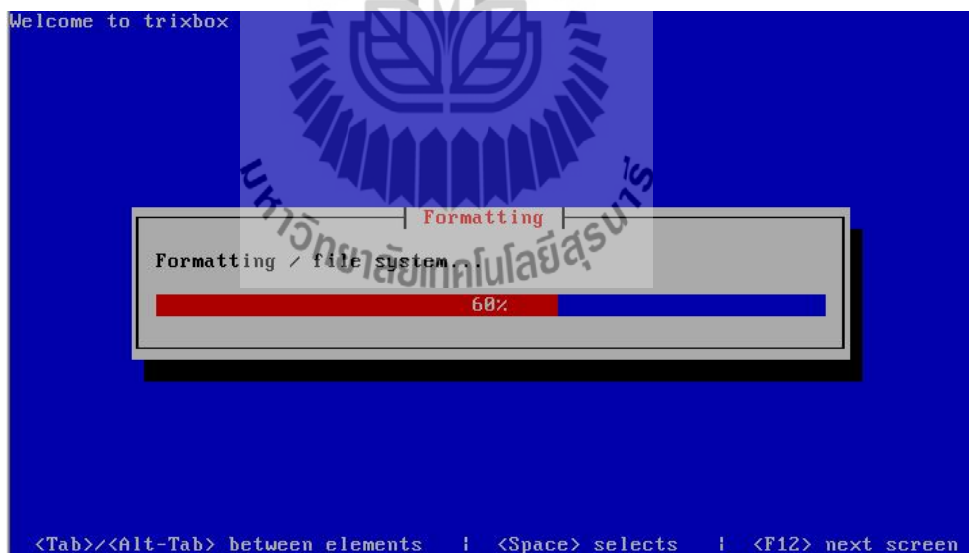 Welcome to trixbox
Formatting
Formatting / file system...
60%
<Tab>/<Alt-Tab> between elements | <Space> selects | <F12> next screen
มหาวิทยาลัยเทคโนโลยีสุรนารี